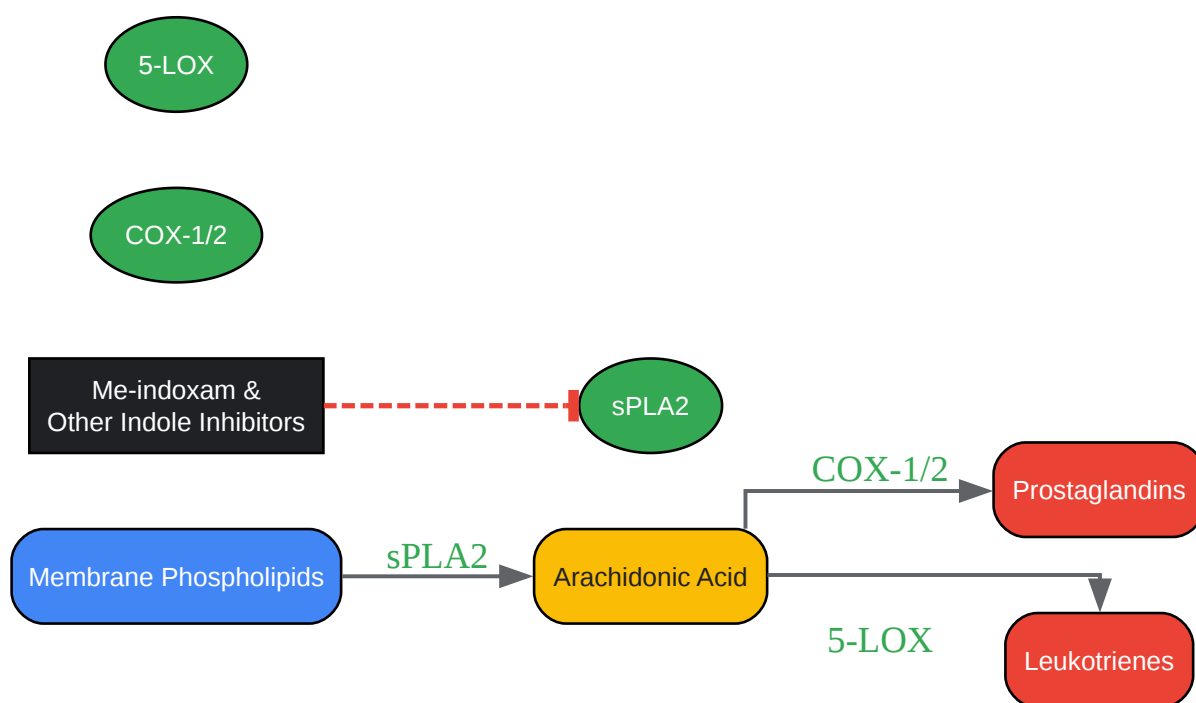 5-LOX
COX-1/2
Me-indoxam &
Other Indole Inhibitors
sPLA2
COX-1/2
Prostaglandins
Membrane Phospholipids
sPLA2
Arachidonic Acid
5-LOX
Leukotrienes